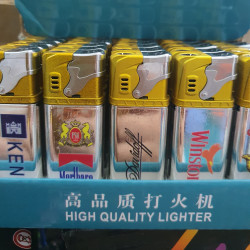 KEN
Marlboro
Davidoff
Winston
高品质打火机
HIGH QUALITY LIGHTER